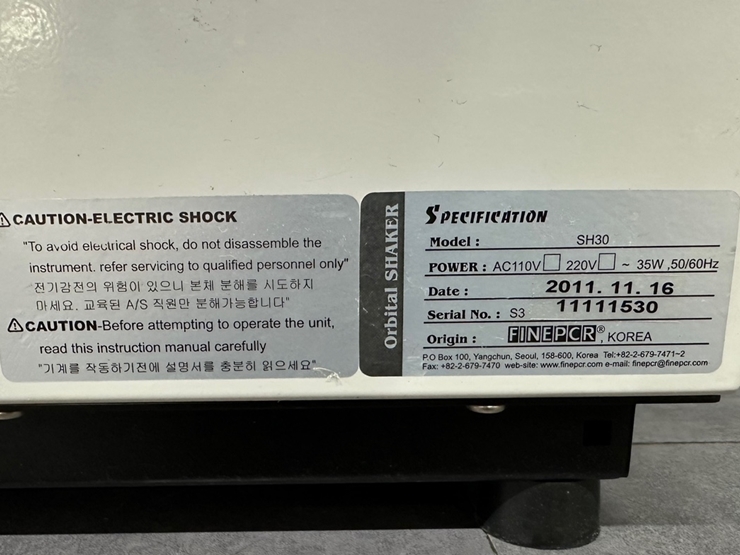 ⚠CAUTION-ELECTRIC SHOCK
"To avoid electrical shock, do not disassemble the
instrument. refer servicing to qualified personnel only"
전기감전의 위험이 있으니 본체 분해를 시도하지
마세요. 교육된 A/S 직원만 분해가능합니다"
⚠CAUTION-Before attempting to operate the unit,
read this instruction manual carefully
"기계를 작동하기전에 설명서를 충분히 읽으세요"
Orbital SHAKER
SPECIFICATION
Model : SH30
POWER : AC110V☐ 220V☐ ~ 35W ,50/60Hz
Date : 2011. 11. 16
Serial No. : S3 11111530
Origin : FINEPCR®, KOREA
P.O Box 100, Yangchun, Seoul, 158-600, Korea Tel:+82-2-679-7471~2
Fax: +82-2-679-7470 web-site: www.finepcr.com e-mail: finepcr@finepcr.com